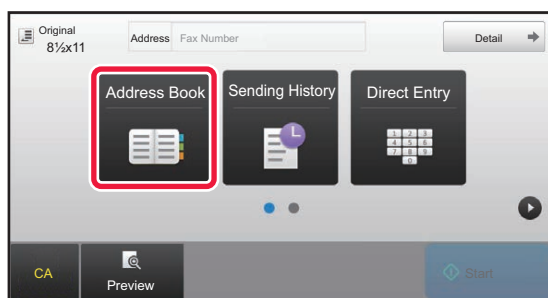 Original
8½x11
Address
Fax Number
Detail
Address Book
Sending History
Direct Entry
1 2 3
4 5 6
7 8 9
0
CA
Preview
Start